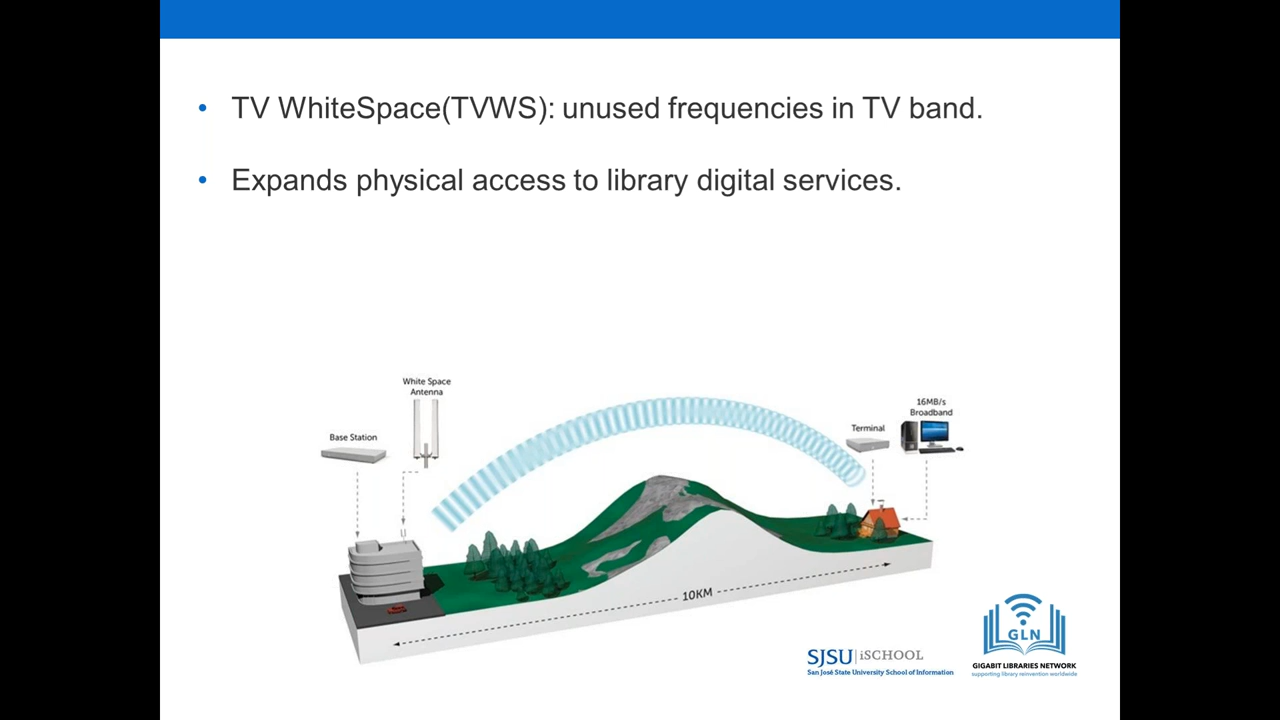 TV WhiteSpace(TVWS): unused frequencies in TV band.
Expands physical access to library digital services.
White Space
Antenna
Base Station
16MB/s
Broadband
Terminal
10KM
SJSU iSCHOOL
San José State University School of Information
GLN
GIGABIT LIBRARIES NETWORK
supporting library reinvention worldwide